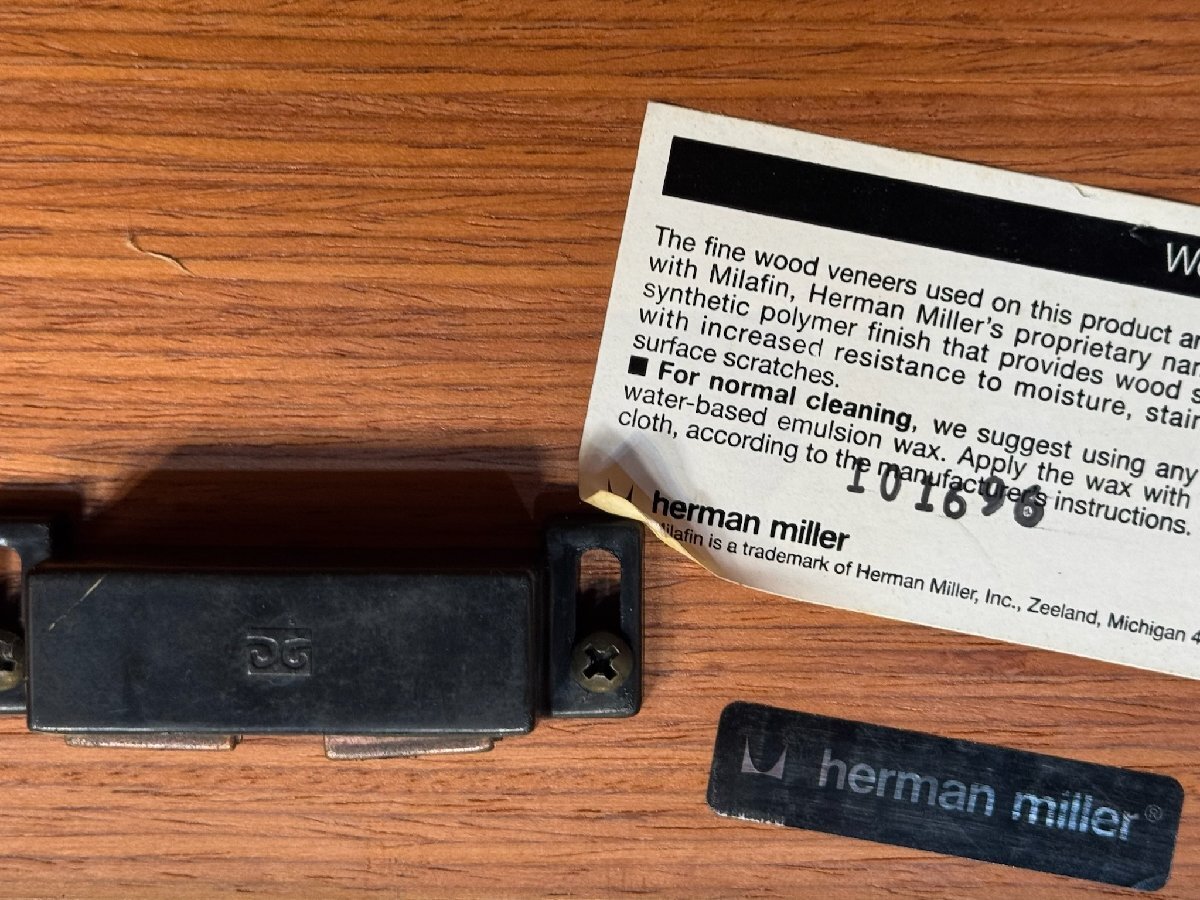 The fine wood veneers used on this product
with Milafin, Herman Miller's proprietary
synthetic polymer finish that provides wood
with increased resistance to moisture,
surface scratches.
■ For normal cleaning, we suggest using any
water-based emulsion wax. Apply the wax with
cloth, according to the manufacturer's instructions.
101696
herman miller
Milafin is a trademark of Herman Miller, Inc., Zeeland, Michigan 4
herman miller®